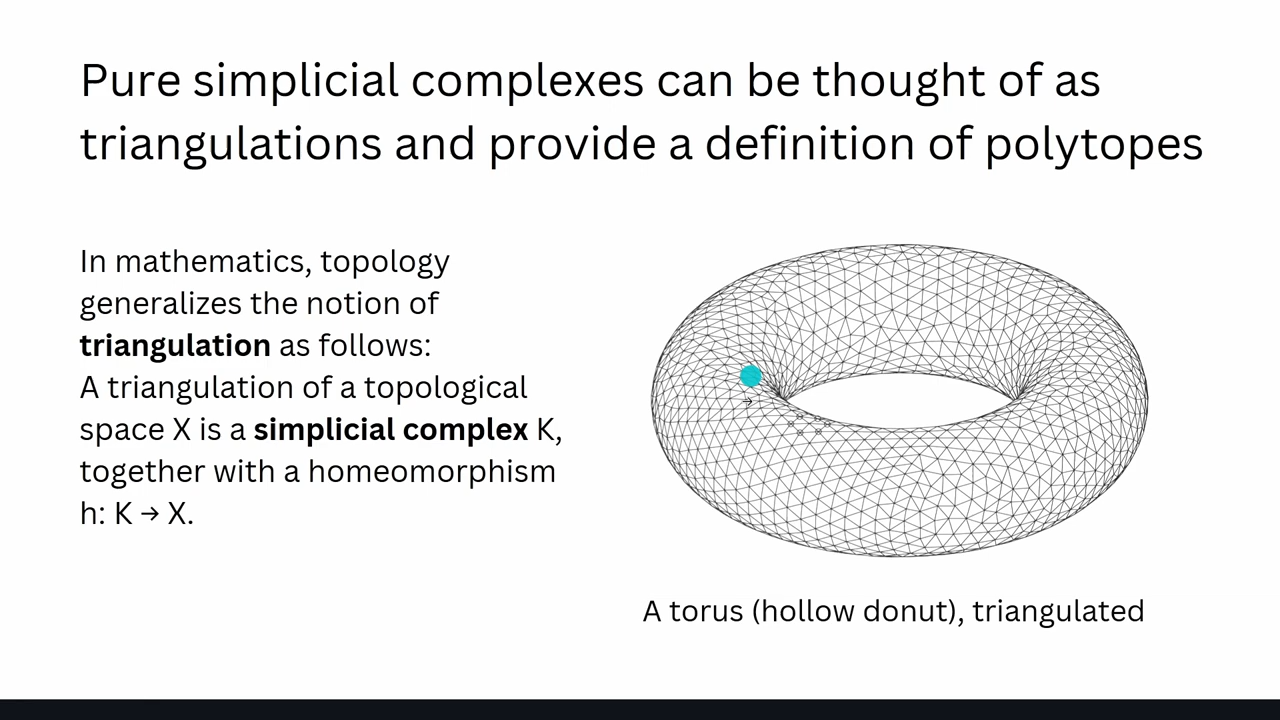 Pure simplicial complexes can be thought of as
triangulations and provide a definition of polytopes
In mathematics, topology
generalizes the notion of
triangulation as follows:
A triangulation of a topological
space X is a simplicial complex K,
together with a homeomorphism
h: K → X.
A torus (hollow donut), triangulated